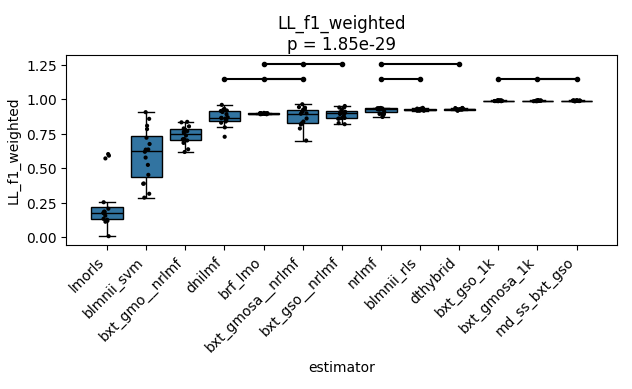 LL_f1_weighted
p = 1.85e-29
LL_f1_weighted
1.25
1.00
0.75
0.50
0.25
0.00
lmorls
blmnii_svm
bxt_gmo__nrlmf
dnilmf
brf_lmo
bxt_gmosa__nrlmf
bxt_gso__nrlmf
nrlmf
blmnii_rls
dthybrid
bxt_gso_1k
bxt_gmosa_1k
md_ss_bxt_gso
estimator